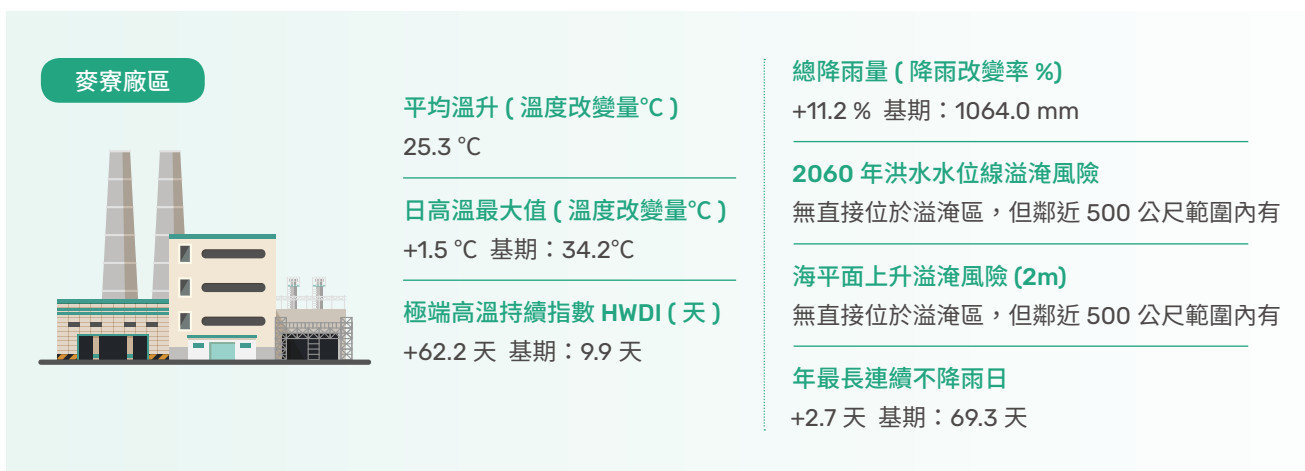 麥寮廠區
平均溫升 ( 溫度改變量℃ )
25.3 ℃
日高溫最大值 ( 溫度改變量℃ )
+1.5 ℃ 基期：34.2℃
極端高溫持續指數 HWDI ( 天 )
+62.2 天 基期：9.9 天
總降雨量 ( 降雨改變率 %)
+11.2 % 基期：1064.0 mm
2060 年洪水水位線溢淹風險
無直接位於溢淹區，但鄰近 500 公尺範圍內有
海平面上升溢淹風險 (2m)
無直接位於溢淹區，但鄰近 500 公尺範圍內有
年最長連續不降雨日
+2.7 天 基期：69.3 天